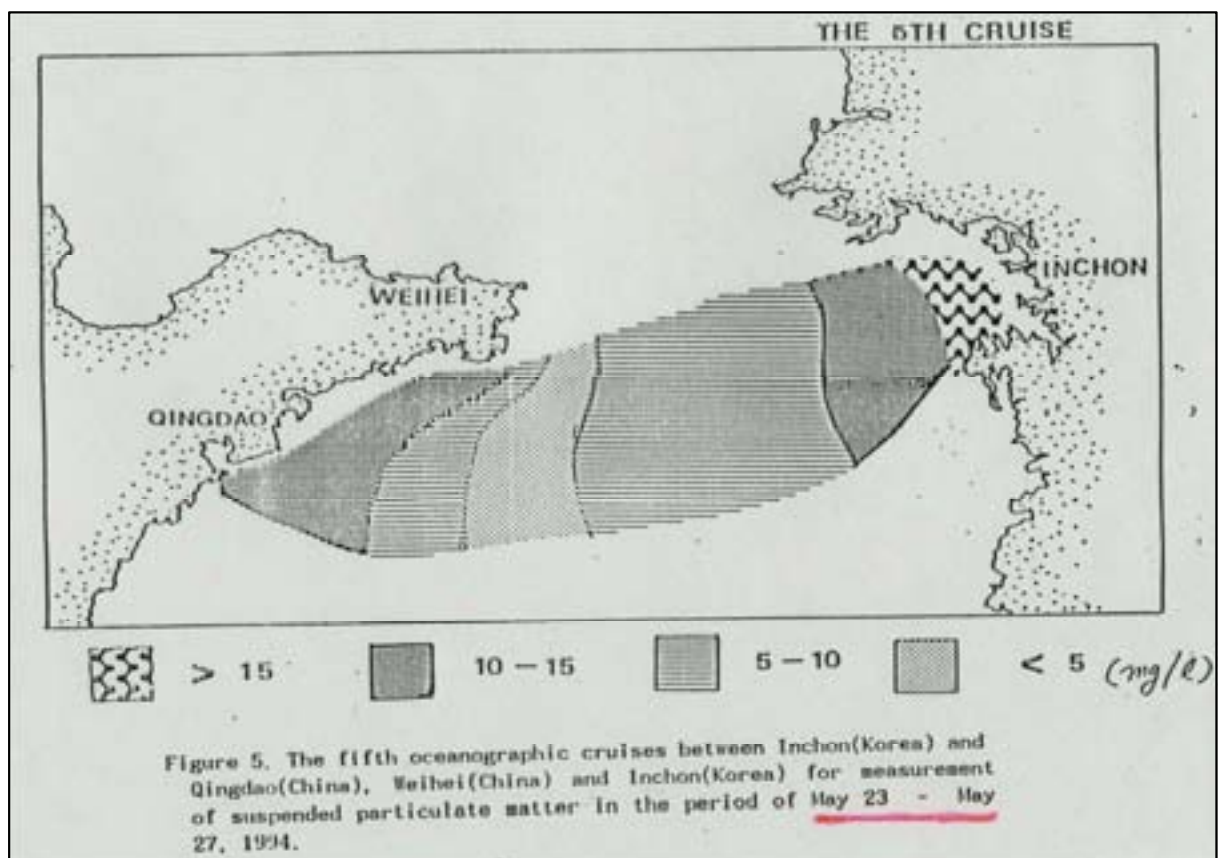 THE 5TH CRUISE
INCHON
WEIHEI
QINGDAO
> 15
10 - 15
5 - 10
< 5 (mg/l)
Figure 5. The fifth oceanographic cruises between Inchon(Korea) and
Qingdao(China), Weihei(China) and Inchon(Korea) for measurement
of suspended particulate matter in the period of May 23 - May
27, 1994.